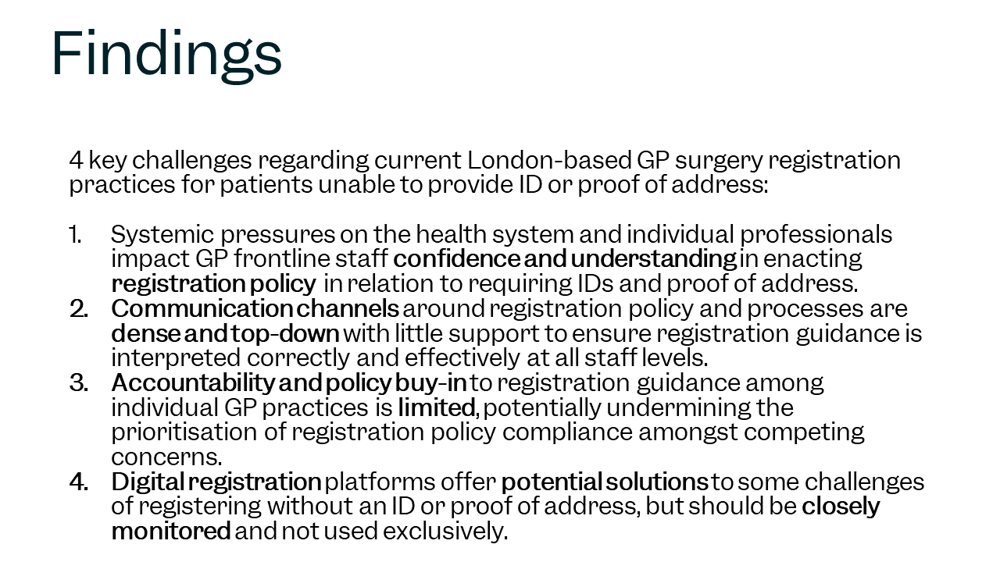 Findings
4 key challenges regarding current London-based GP surgery registration
practices for patients unable to provide ID or proof of address:
1. Systemic pressures on the health system and individual professionals
impact GP frontline staff confidence and understanding in enacting
registration policy in relation to requiring IDs and proof of address.
2. Communication channels around registration policy and processes are
dense and top-down with little support to ensure registration guidance is
interpreted correctly and effectively at all staff levels.
3. Accountability and policy buy-in to registration guidance among
individual GP practices is limited, potentially undermining the
prioritisation of registration policy compliance amongst competing
concerns.
4. Digital registration platforms offer potential solutions to some challenges
of registering without an ID or proof of address, but should be closely
monitored and not used exclusively.